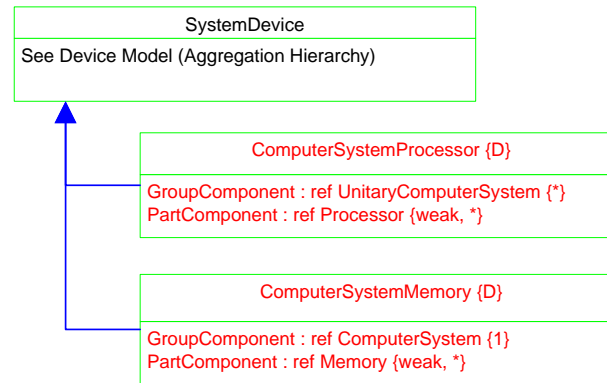 SystemDevice
See Device Model (Aggregation Hierarchy)
ComputerSystemProcessor {D}
GroupComponent : ref UnitaryComputerSystem {*}
PartComponent : ref Processor {weak, *}
ComputerSystemMemory {D}
GroupComponent : ref ComputerSystem {1}
PartComponent : ref Memory {weak, *}